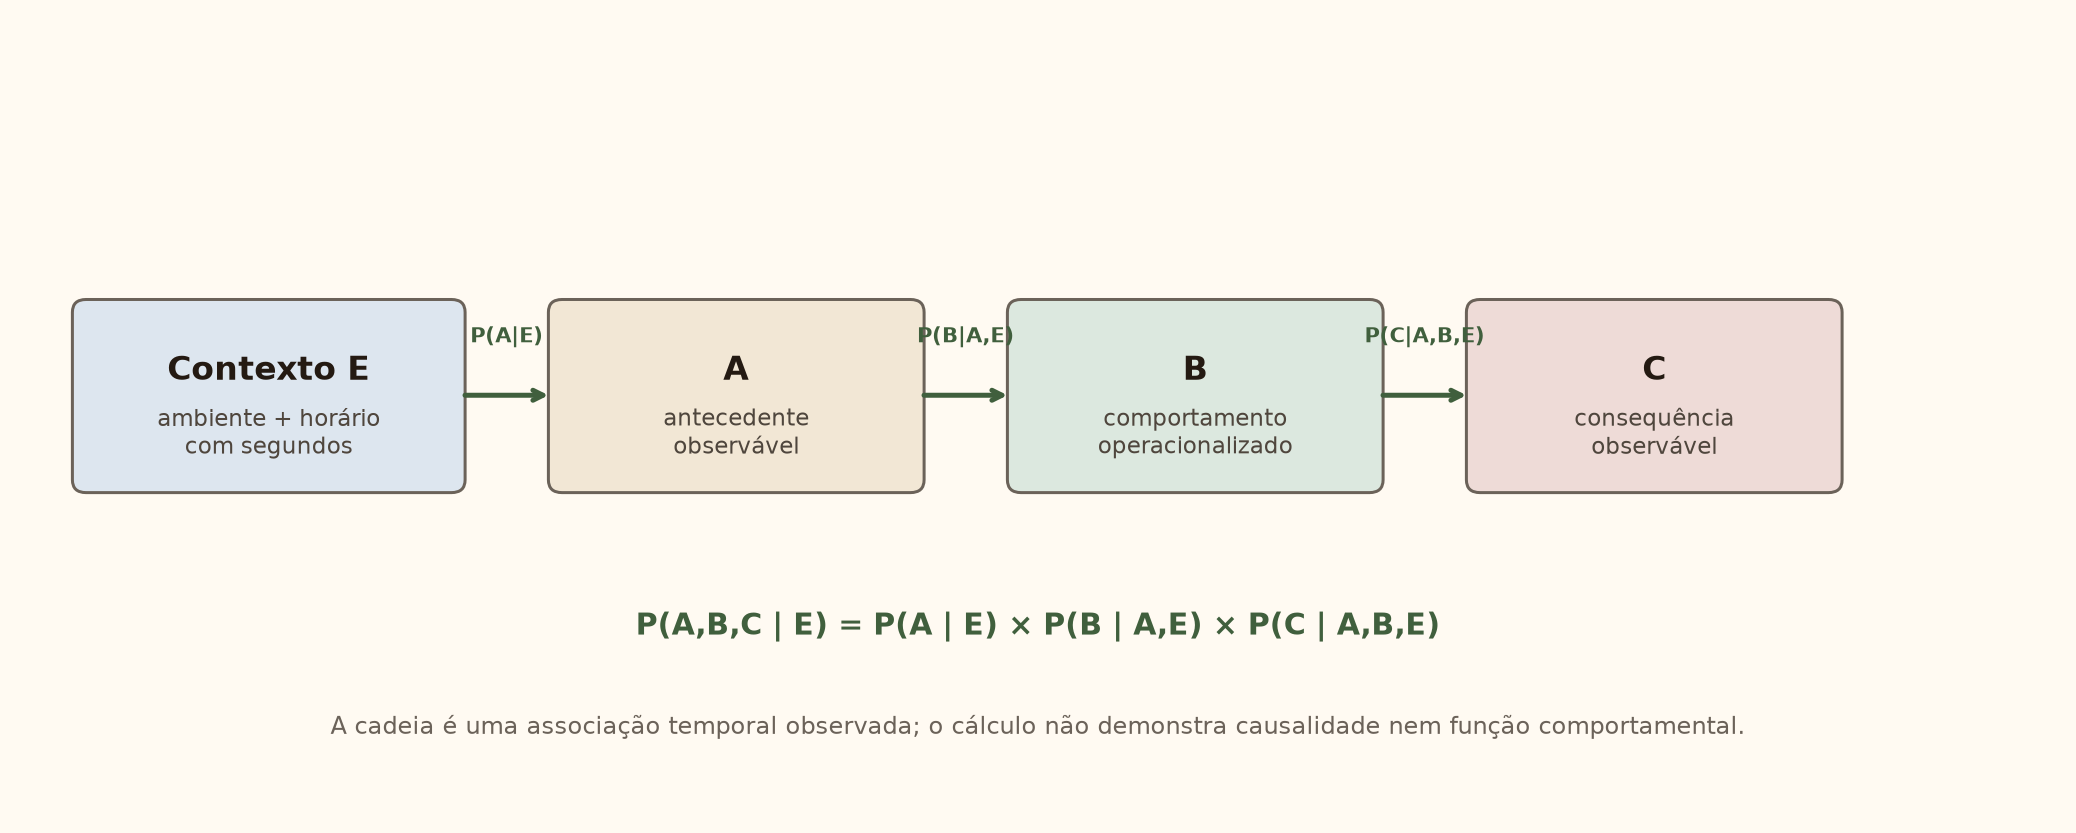 P(A|E)
P(B|A,E)
P(C|A,B,E)
Contexto E
ambiente + horário
com segundos
A
antecedente
observável
B
comportamento
operacionalizado
C
consequência
observável
P(A,B,C | E) = P(A | E) × P(B | A,E) × P(C | A,B,E)
A cadeia é uma associação temporal observada; o cálculo não demonstra causalidade nem função comportamental.